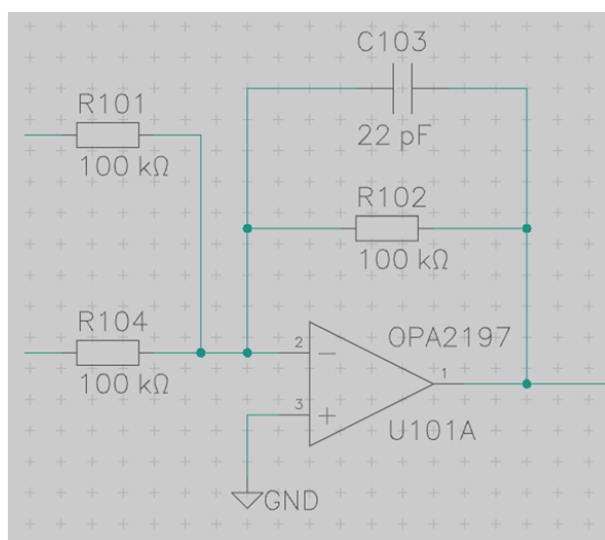 C103
22 pF
R101
100 kΩ
R102
100 kΩ
R104
100 kΩ
OPA2197
2
1
3
U101A
GND